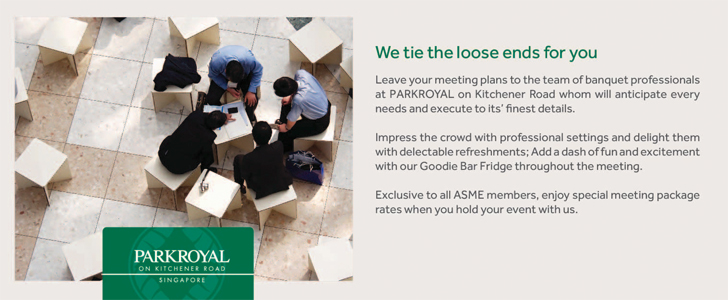 We tie the loose ends for you
Leave your meeting plans to the team of banquet professionals
at PARKROYAL on Kitchener Road whom will anticipate every
needs and execute to its' finest details.
Impress the crowd with professional settings and delight them
with delectable refreshments; Add a dash of fun and excitement
with our Goodie Bar Fridge throughout the meeting.
Exclusive to all ASME members, enjoy special meeting package
rates when you hold your event with us.
PARKROYAL
ON KITCHENER ROAD
SINGAPORE